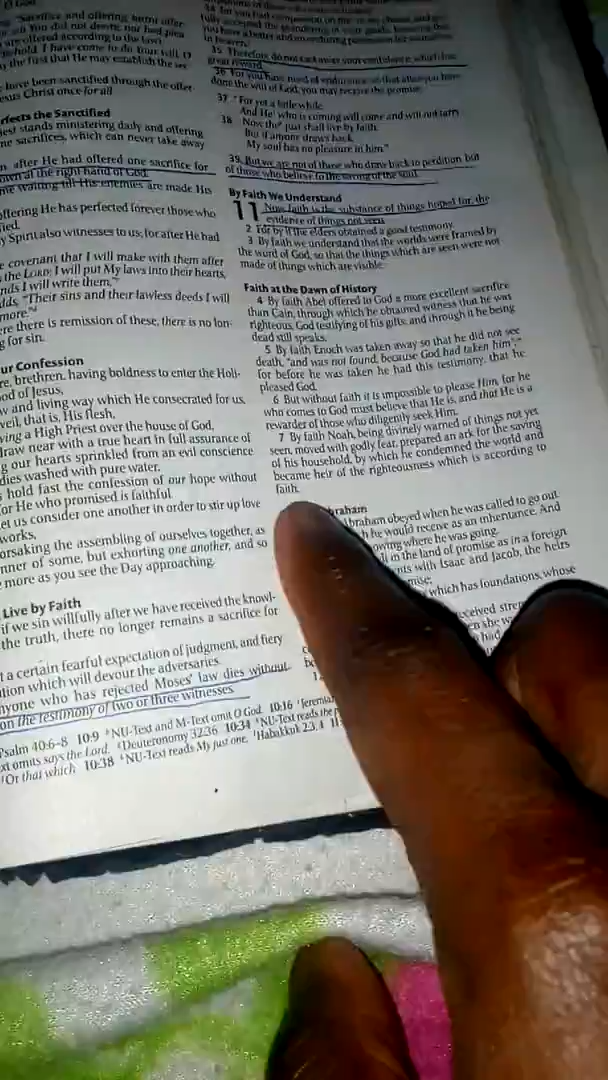 "Sacrifice and offering
You did not desire, nor had
are offered according to the law
I have come to do Your will, O
the first that He may establish the
have been sanctified through the offer-
esus Christ once for all
rfects the Sanctified
stands ministering daily and offering
me sacrifices, which can never take away
after He had offered one sacrifice for
own at the right hand of God,
me waiting till His enemies are made His
offering He has perfected forever those who
y Spirit also witnesses to us; for after He had
e covenant that I will make with them after
the LORD: I will put My laws into their hearts,
nds I will write them,"
dds, "Their sins and their lawless deeds I will
more."
ere there is remission of these, there is no lon-
g for sin.
ur Confession
re, brethren, having boldness to enter the Holi-
ood of Jesus,
w and living way which He consecrated for us,
veil, that is, His flesh,
ving a High Priest over the house of God,
draw near with a true heart in full assurance of
g our hearts sprinkled from an evil conscience
dies washed with pure water.
hold fast the confession of our hope without
or He who promised is faithful.
et us consider one another in order to stir up love
works,
orsaking the assembling of ourselves together, as
nner of some, but exhorting one another, and so
more as you see the Day approaching.
Live by Faith
if we sin willfully after we have received the knowl-
the truth, there no longer remains a sacrifice for
t a certain fearful expectation of judgment, and fiery
tion which will devour the adversaries.
nyone who has rejected Moses' law dies without
on the testimony of two or three witnesses.
34 for you had compassion on
35 Therefore do not cast away your confidence, which has
great reward.
36 For you have need of endurance, so that after you have
done the will of God, you may receive the promise:
37 "For yet a little while,
And He who is coming will come and will not tarry.
38 Now the just shall live by faith;
But if anyone draws back,
My soul has no pleasure in him."
39 But we are not of those who draw back to perdition, but
of those who believe to the saving of the soul.
By Faith We Understand
11 Now faith is the substance of things hoped for, the
evidence of things not seen.
2 For by it the elders obtained a good testimony.
3 By faith we understand that the worlds were framed by
the word of God, so that the things which are seen were not
made of things which are visible.
Faith at the Dawn of History
4 By faith Abel offered to God a more excellent sacrifice
than Cain, through which he obtained witness that he was
righteous, God testifying of his gifts; and through it he being
dead still speaks.
5 By faith Enoch was taken away so that he did not see
death, "and was not found, because God had taken him";
for before he was taken he had this testimony, that he
pleased God.
6 But without faith it is impossible to please Him, for he
who comes to God must believe that He is, and that He is a
rewarder of those who diligently seek Him.
7 By faith Noah, being divinely warned of things not yet
seen, moved with godly fear, prepared an ark for the saving
of his household, by which he condemned the world and
became heir of the righteousness which is according to
faith.
braham
Abraham obeyed when he was called to go out
h he would receive as an inheritance. And
owing where he was going.
in the land of promise as in a foreign
nts with Isaac and Jacob, the heirs
mise;
which has foundations, whose
eceived stren
en she w
had
Psalm 40:6–8 10:9 NU-Text and M-Text omit O God. 10:16 Jeremiah
xt omits says the Lord. Deuteronomy 32:36 10:34 NU-Text reads the
Or that which 10:38 NU-Text reads My just one. Habakkuk 2:3, 4 11